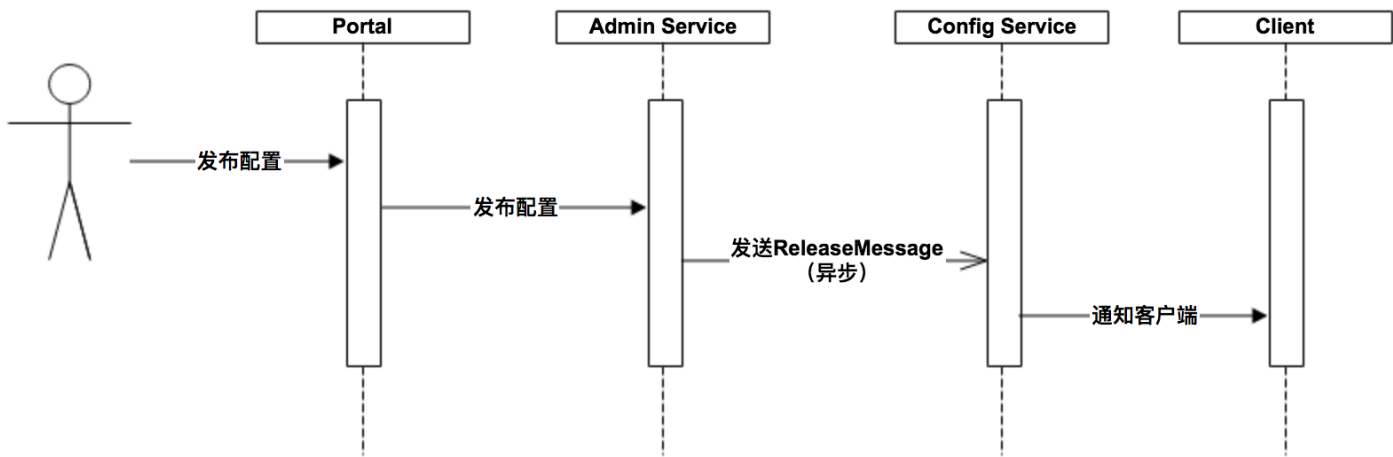 Portal
Admin Service
Config Service
Client
发布配置
发布配置
发送ReleaseMessage
（异步）
通知客户端